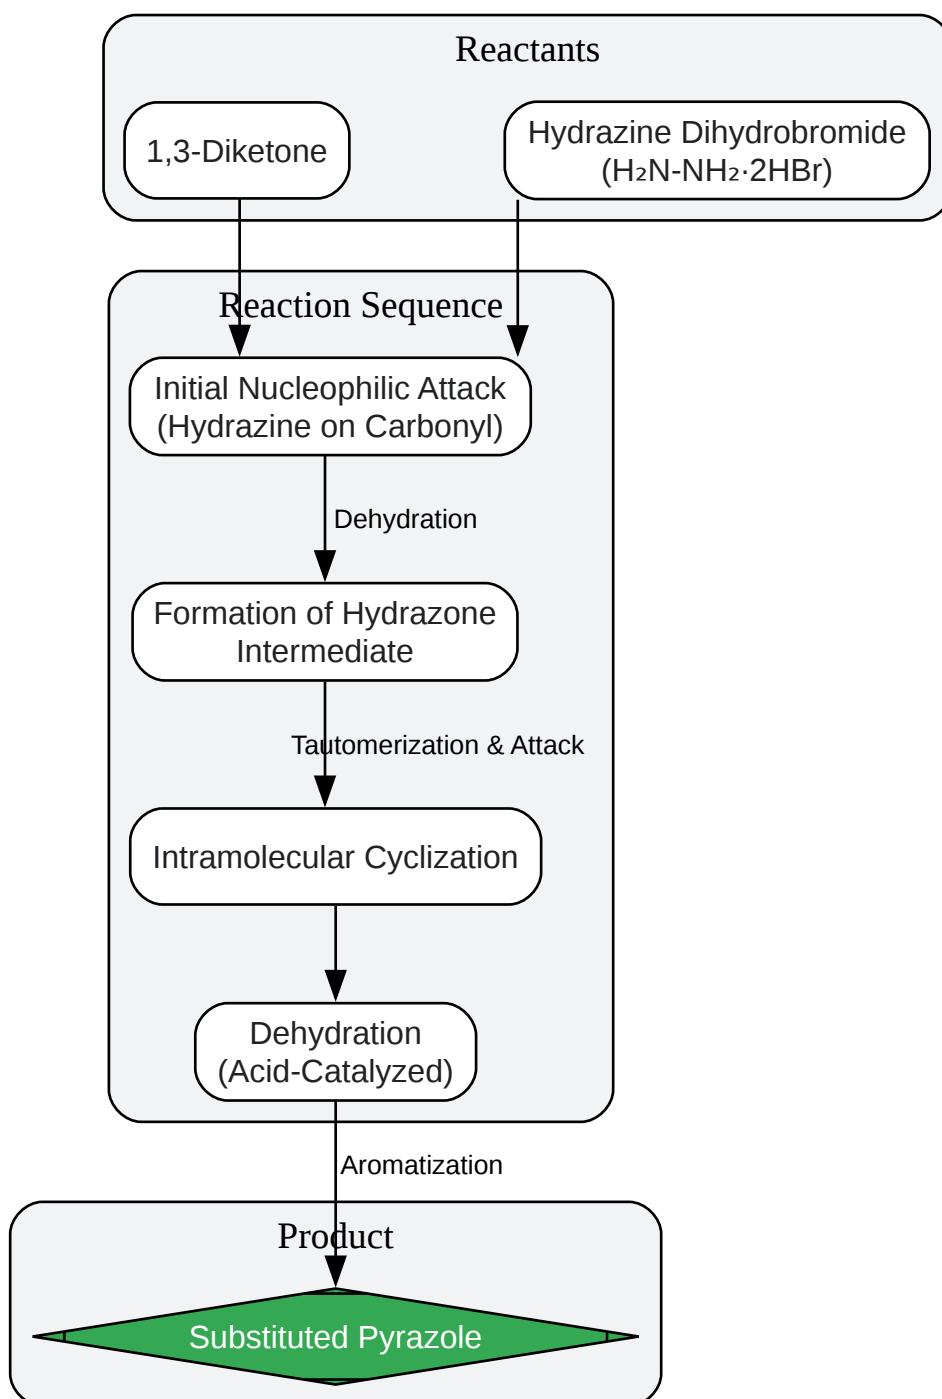 Reactants
1,3-Diketone
Hydrazine Dihydrobromide
(H₂N-NH₂·2HBr)
Reaction Sequence
Initial Nucleophilic Attack
(Hydrazine on Carbonyl)
Dehydration
Formation of Hydrazone
Intermediate
Tautomerization & Attack
Intramolecular Cyclization
Dehydration
(Acid-Catalyzed)
Aromatization
Product
Substituted Pyrazole